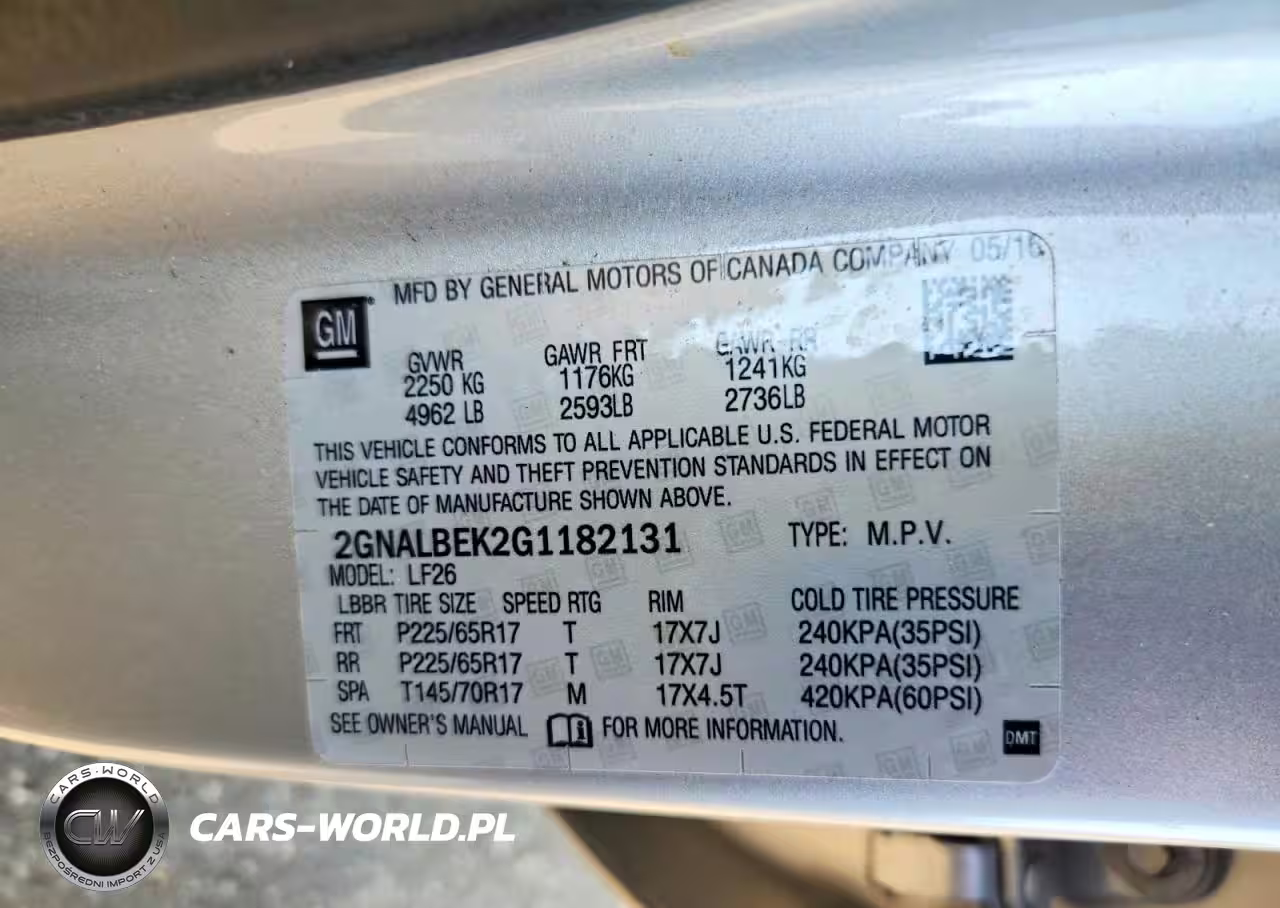 MFD BY GENERAL MOTORS OF CANADA COMPANY 05/16
GM
GVWR GAWR FRT GAWR RR
2250 KG 1176KG 1241KG
4962 LB 2593LB 2736LB
THIS VEHICLE CONFORMS TO ALL APPLICABLE U.S. FEDERAL MOTOR
VEHICLE SAFETY AND THEFT PREVENTION STANDARDS IN EFFECT ON
THE DATE OF MANUFACTURE SHOWN ABOVE.
2GNALBEK2G1182131 TYPE: M.P.V.
MODEL: LF26
LBBR TIRE SIZE SPEED RTG RIM COLD TIRE PRESSURE
FRT P225/65R17 T 17X7J 240KPA(35PSI)
RR P225/65R17 T 17X7J 240KPA(35PSI)
SPA T145/70R17 M 17X4.5T 420KPA(60PSI)
SEE OWNER'S MANUAL FOR MORE INFORMATION.
DMT
CARS-WORLD
CW
BEZPOŚREDNI IMPORT Z USA
CARS-WORLD.PL